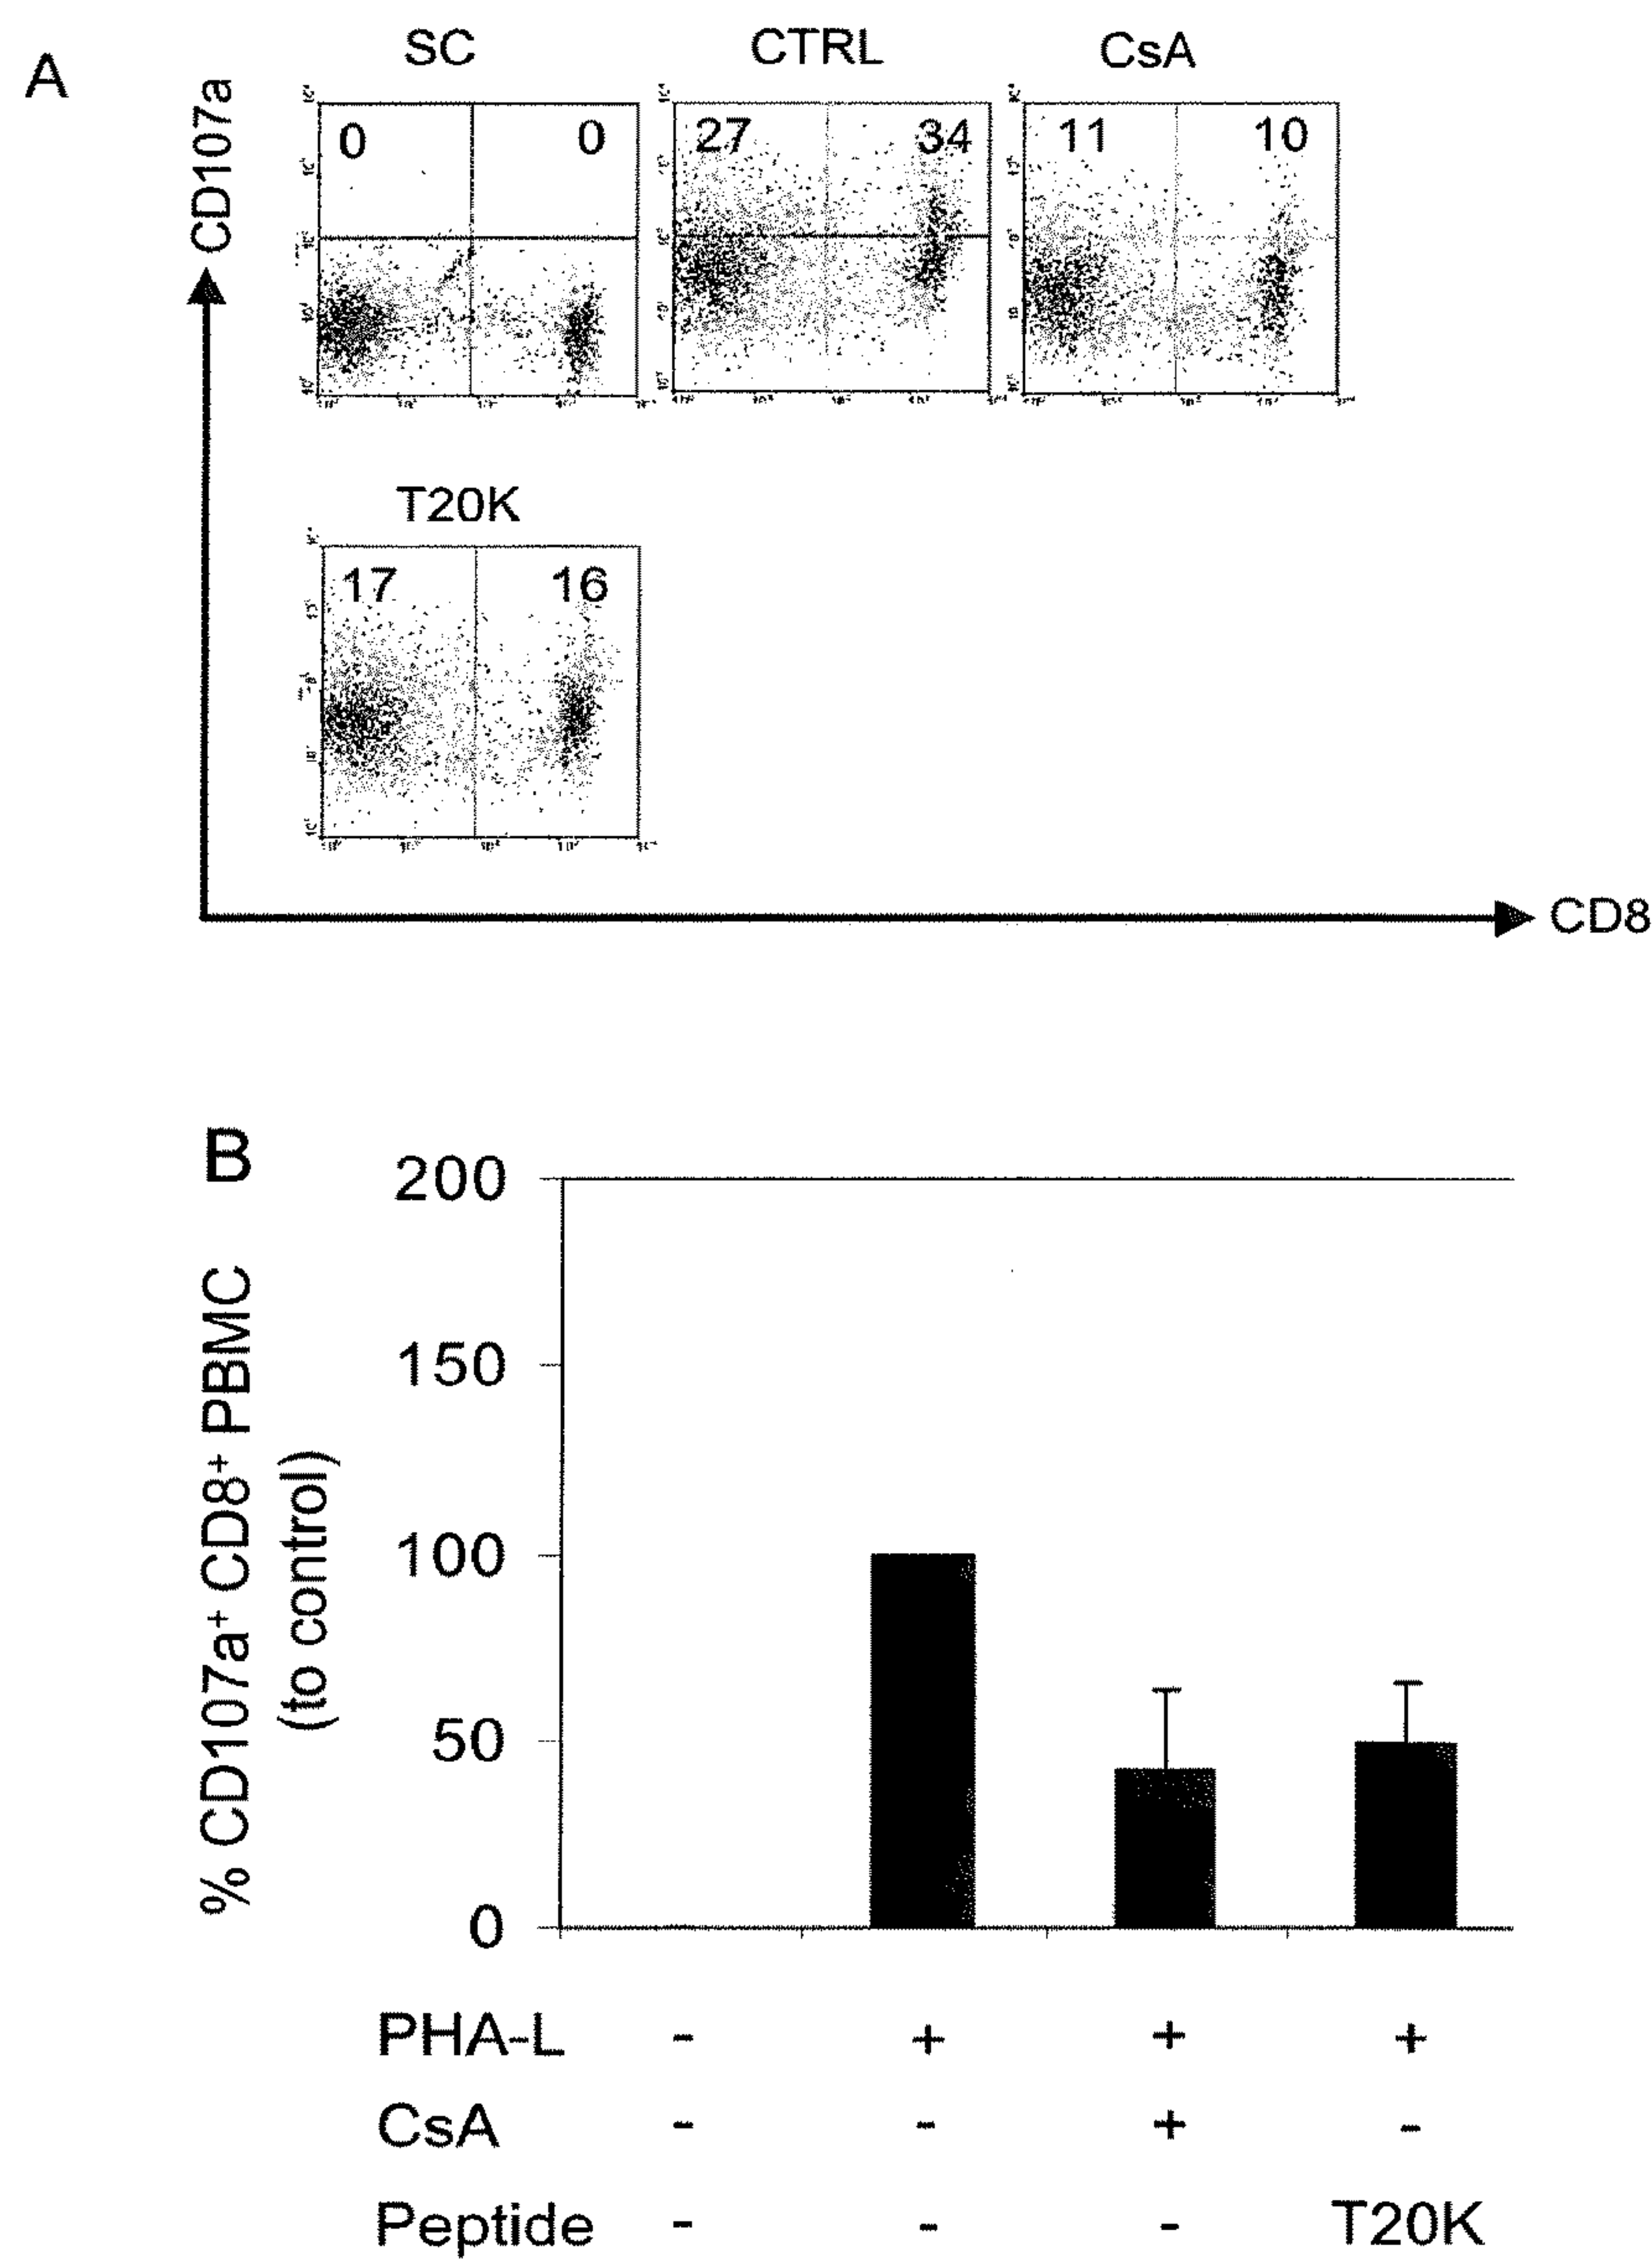 A
CD107a
SC
CTRL
CsA
0
0
27
34
11
10
T20K
17
16
CD8
B
% CD107a⁺ CD8⁺ PBMC
(to control)
200
150
100
50
0
PHA-L - + + +
CsA - - + -
Peptide - - - T20K